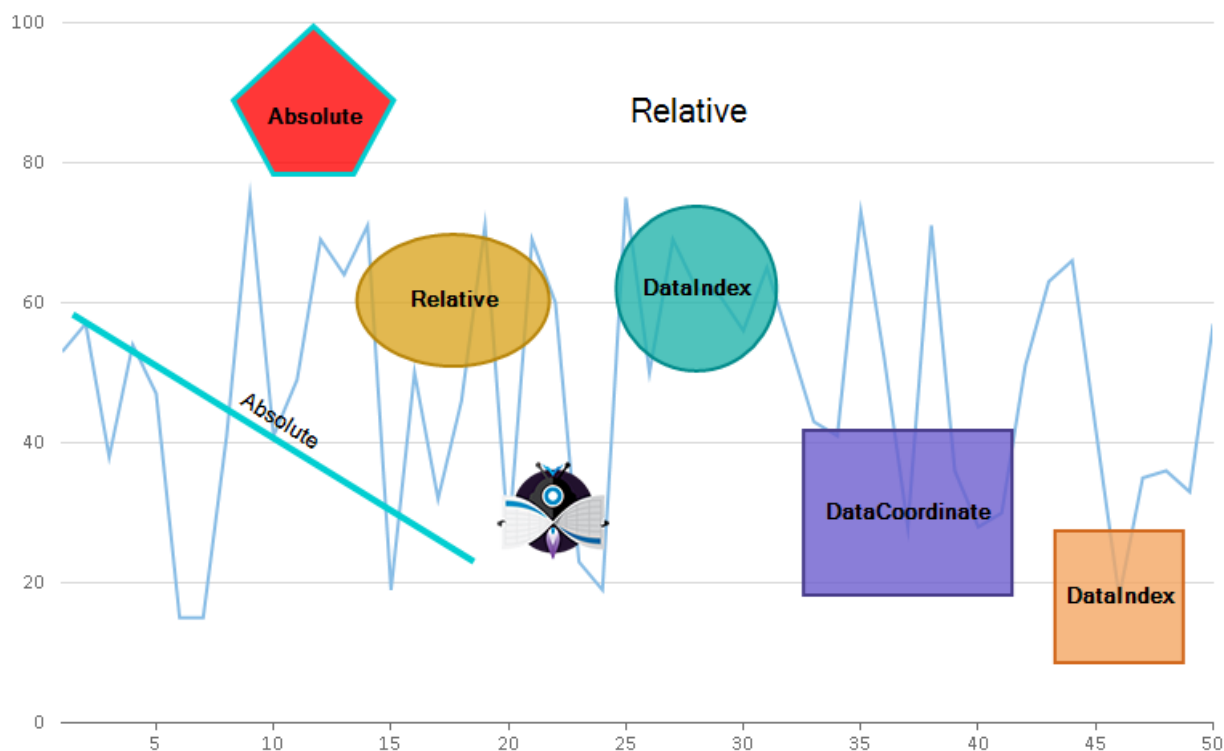 100
80
60
40
20
0
Absolute
Relative
Relative
DataIndex
Absolute
DataCoordinate
DataIndex
5 10 15 20 25 30 35 40 45 50